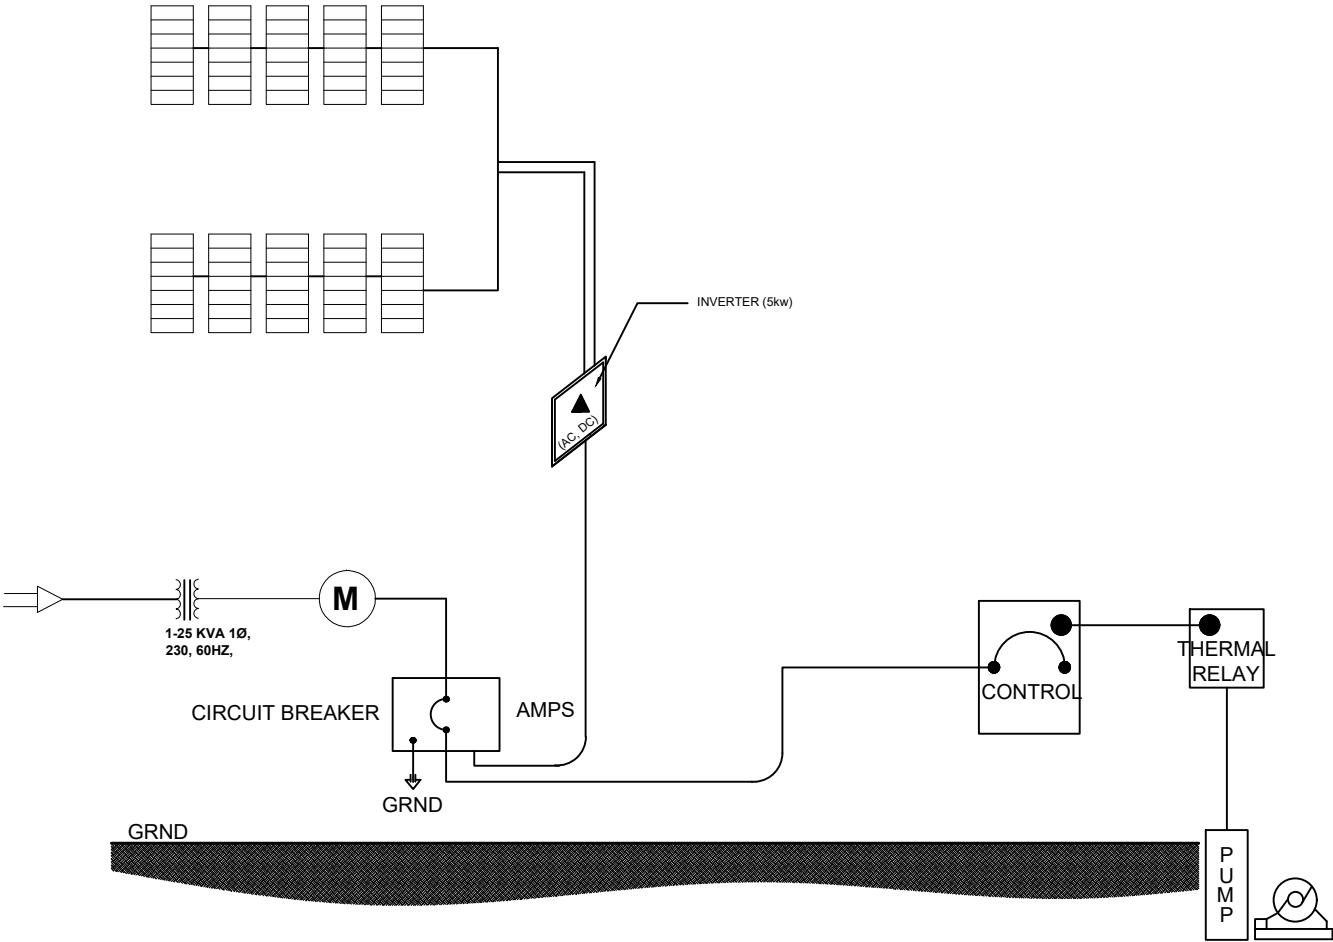 INVERTER (5kw)
(AC, DC)
M
1-25 KVA 1Ø,
230, 60HZ,
CIRCUIT BREAKER
AMPS
GRND
GRND
CONTROL
THERMAL
RELAY
P
U
M
P